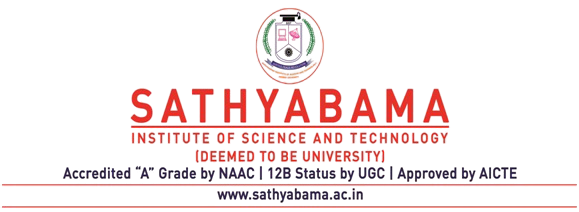 SATHYABAMA
INSTITUTE OF SCIENCE AND TECHNOLOGY
(DEEMED TO BE UNIVERSITY)
Accredited “A” Grade by NAAC | 12B Status by UGC | Approved by AICTE
www.sathyabama.ac.in